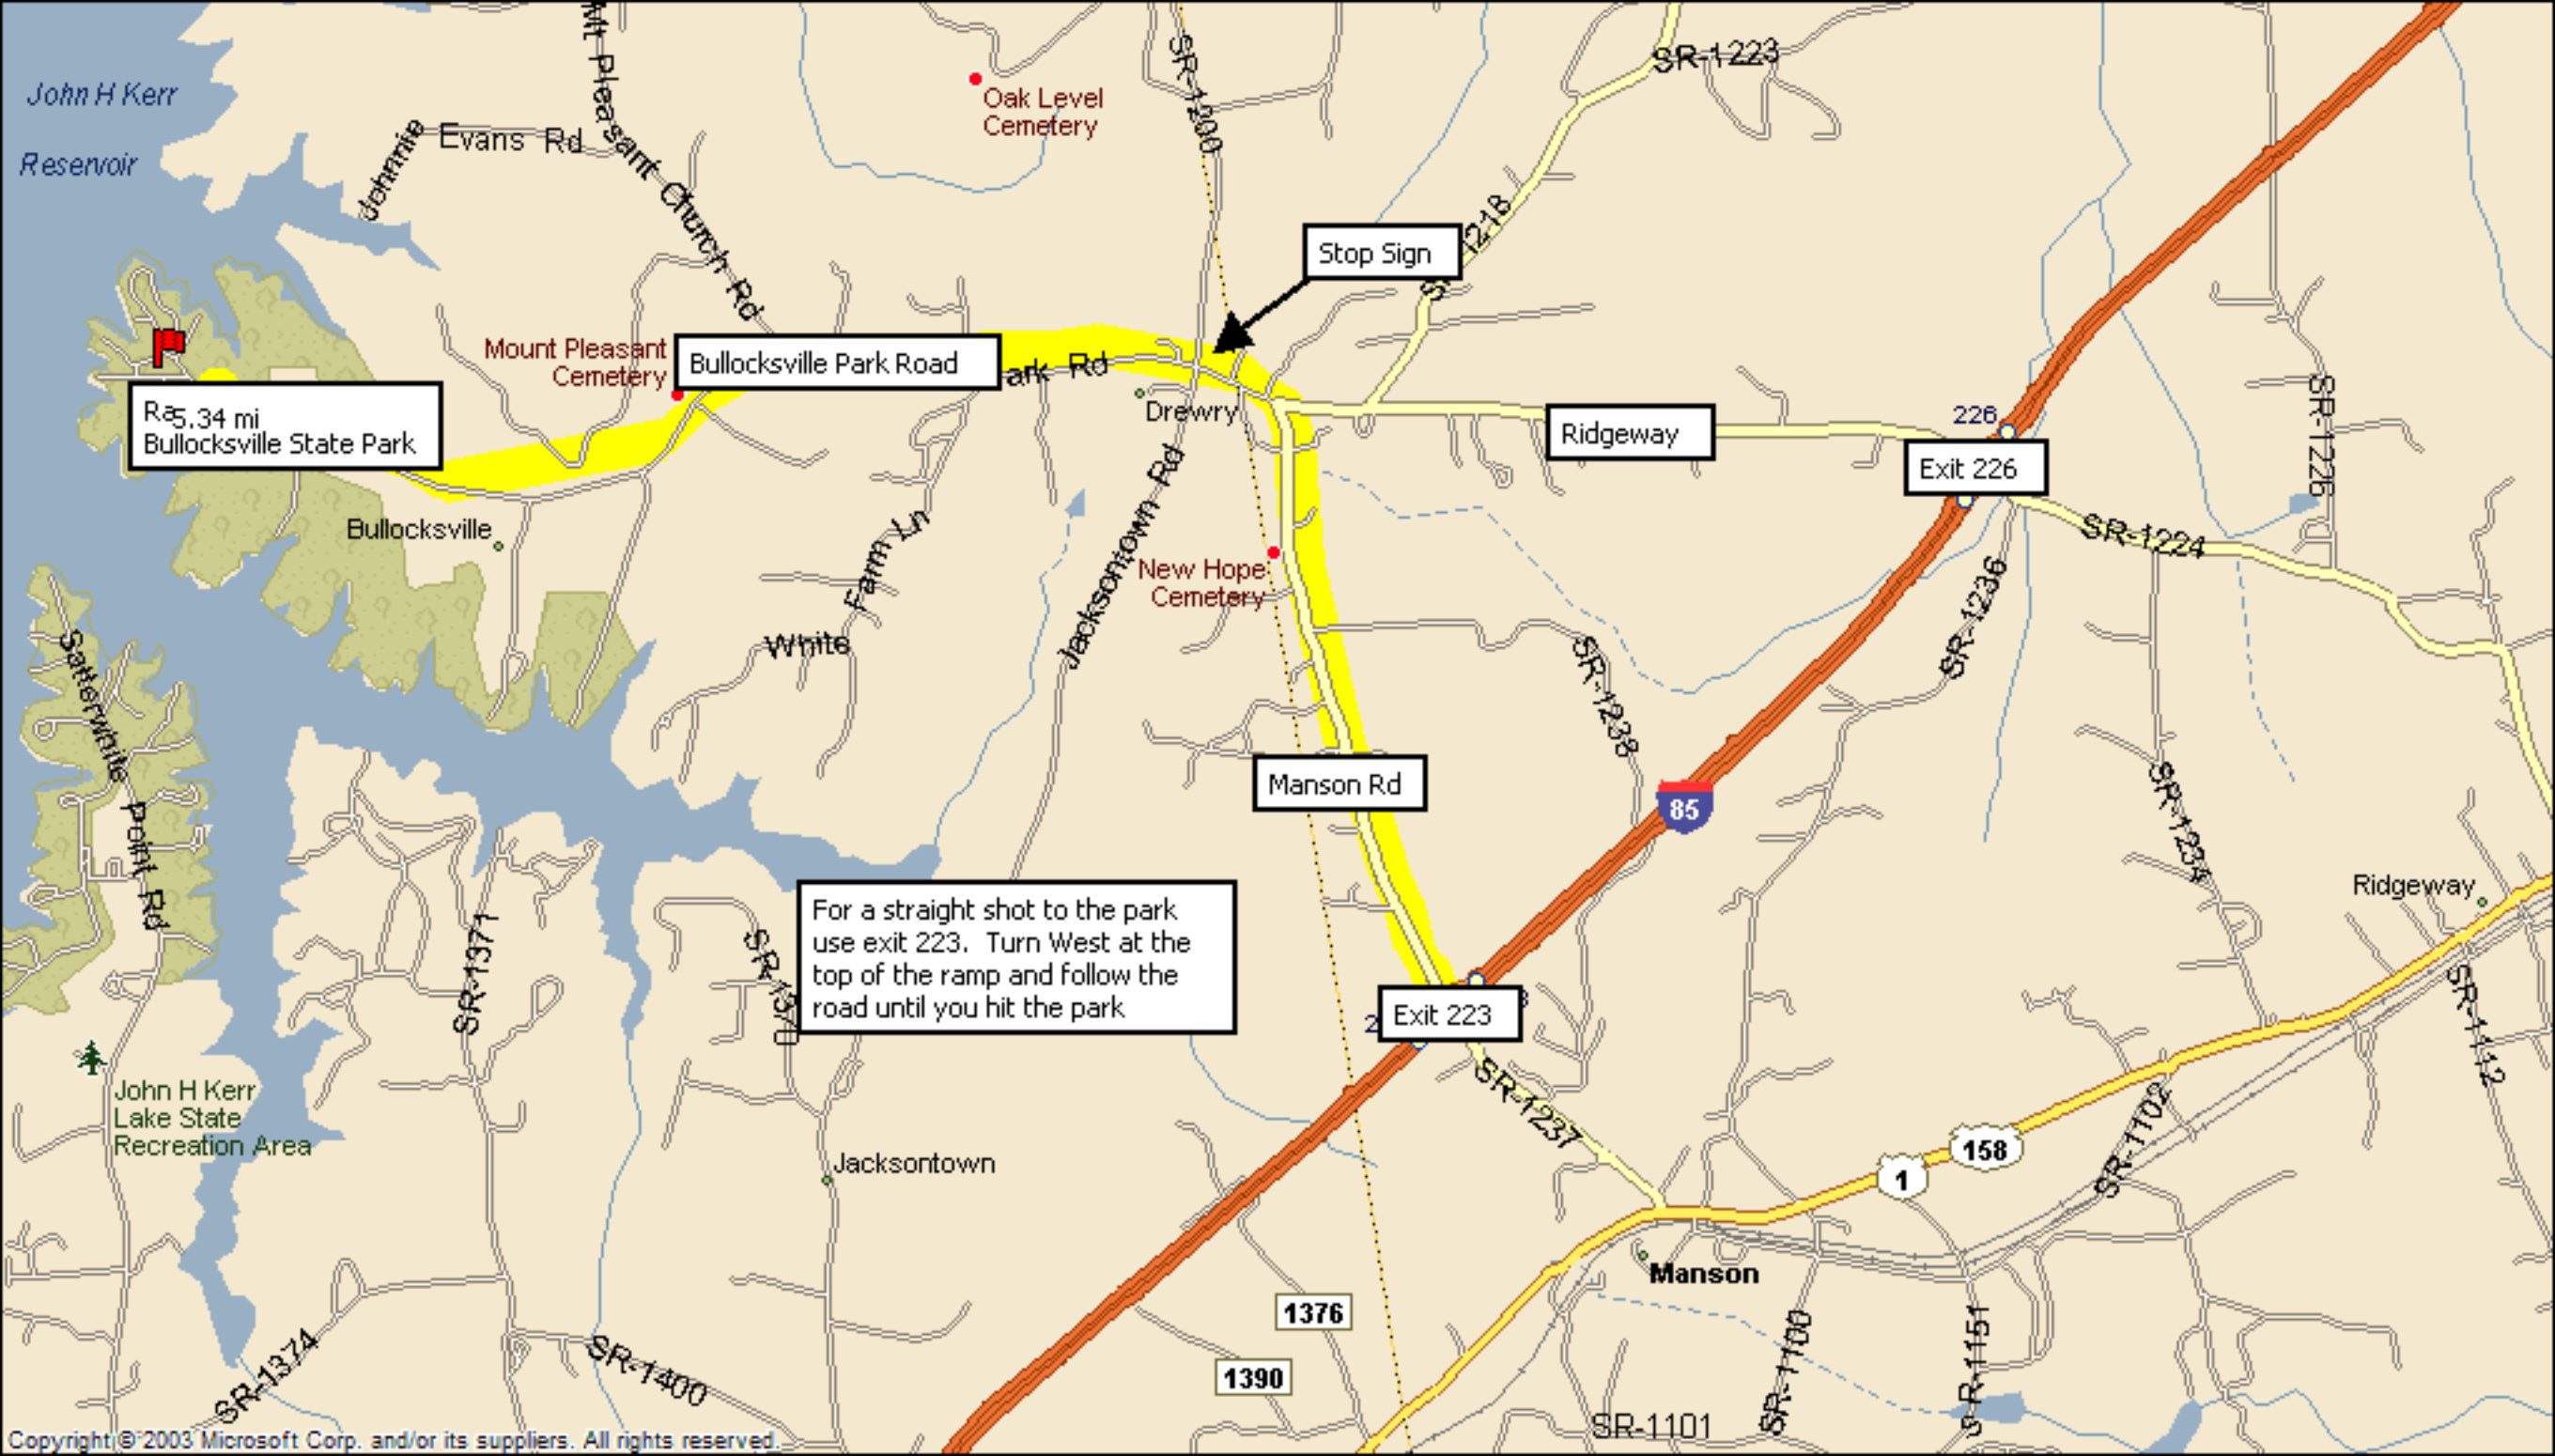 John H Kerr
Reservoir
Johnnie Evans Rd
Mt Pleasant Church Rd
Oak Level
Cemetery
SR-1200
SR-1223
1218
Stop Sign
Mount Pleasant
Cemetery
Bullocksville Park Road
ark Rd
Drewry
Ridgeway
226
Exit 226
SR-1226
5.34 mi
Bullocksville State Park
Bullocksville
SR-1224
SR-1236
Farm Ln
White
Jacksontown Rd
New Hope
Cemetery
SR-1238
Satterwhite Point Rd
Manson Rd
85
SR-1234
Ridgeway
For a straight shot to the park
use exit 223. Turn West at the
top of the ramp and follow the
road until you hit the park
SR-1371
SR-1370
Exit 223
SR-1237
SR-1112
John H Kerr
Lake State
Recreation Area
Jacksontown
158
1
SR-1102
Manson
1376
1390
SR-1374
SR-1400
SR-1100
SR-1151
SR-1101
Copyright © 2003 Microsoft Corp. and/or its suppliers. All rights reserved.